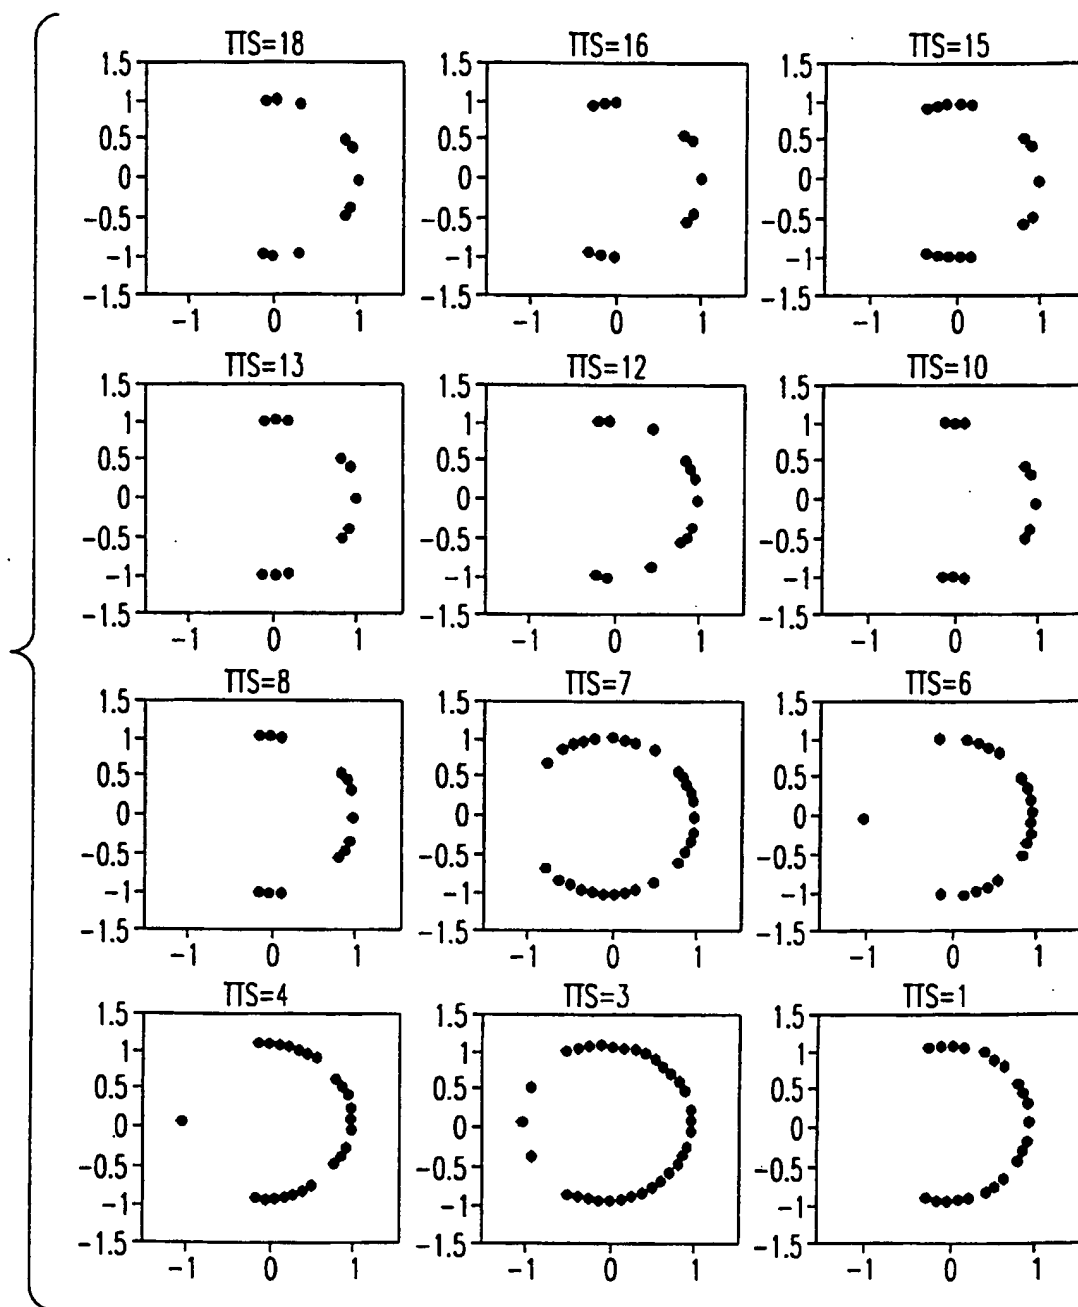 TTS=18 TTS=16 TTS=15
1.5 1.5 1.5
1 1 1
0.5 0.5 0.5
0 0 0
-0.5 -0.5 -0.5
-1 -1 -1
-1.5 -1.5 -1.5
-1 0 1 -1 0 1 -1 0 1
TTS=13 TTS=12 TTS=10
1.5 1.5 1.5
1 1 1
0.5 0.5 0.5
0 0 0
-0.5 -0.5 -0.5
-1 -1 -1
-1.5 -1.5 -1.5
-1 0 1 -1 0 1 -1 0 1
TTS=8 TTS=7 TTS=6
1.5 1.5 1.5
1 1 1
0.5 0.5 0.5
0 0 0
-0.5 -0.5 -0.5
-1 -1 -1
-1.5 -1.5 -1.5
-1 0 1 -1 0 1 -1 0 1
TTS=4 TTS=3 TTS=1
1.5 1.5 1.5
1 1 1
0.5 0.5 0.5
0 0 0
-0.5 -0.5 -0.5
-1 -1 -1
-1.5 -1.5 -1.5
-1 0 1 -1 0 1 -1 0 1